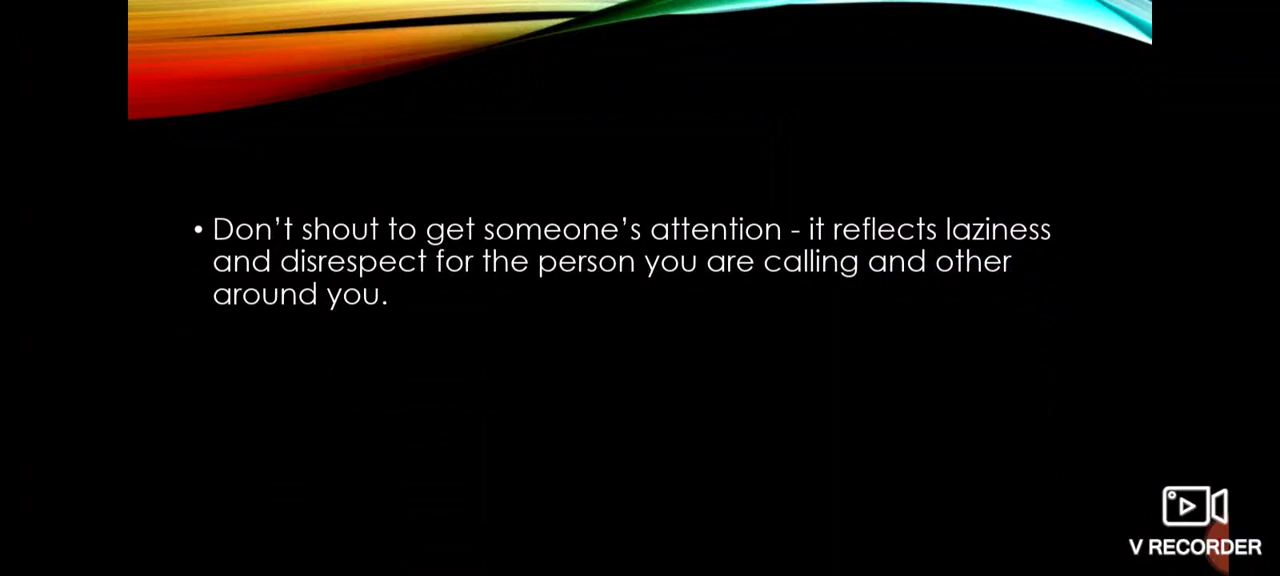 • Don't shout to get someone's attention - it reflects laziness
and disrespect for the person you are calling and other
around you.
V RECORDER